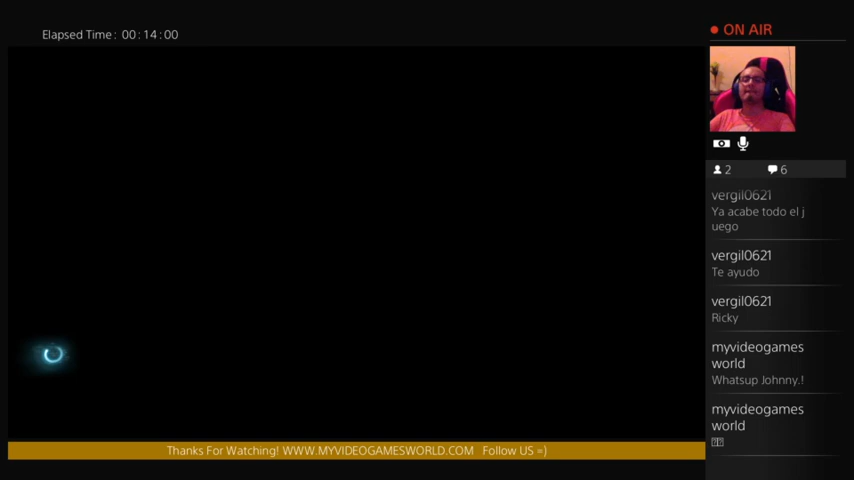 Elapsed Time: 00:14:00
ON AIR
2 6
vergil0621
Ya acabe todo el j
uego
vergil0621
Te ayudo
vergil0621
Ricky
myvideogames
world
Whatsup Johnny.!
myvideogames
world
Thanks For Watching! WWW.MYVIDEOGAMESWORLD.COM Follow US =)